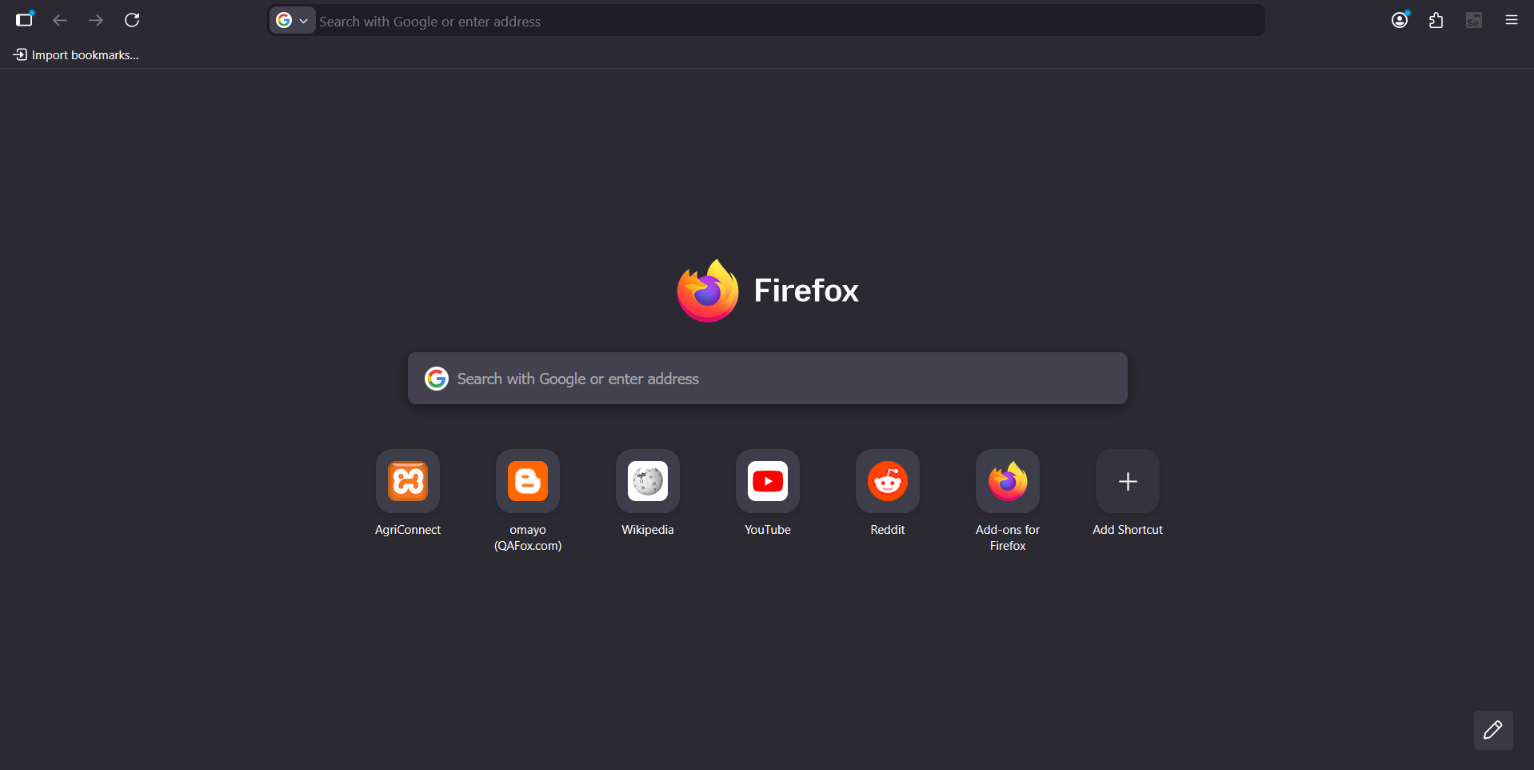 Search with Google or enter address
Import bookmarks...
Firefox
Search with Google or enter address
AgriConnect
omayo
(QAFox.com)
Wikipedia
YouTube
Reddit
Add-ons for
Firefox
Add Shortcut